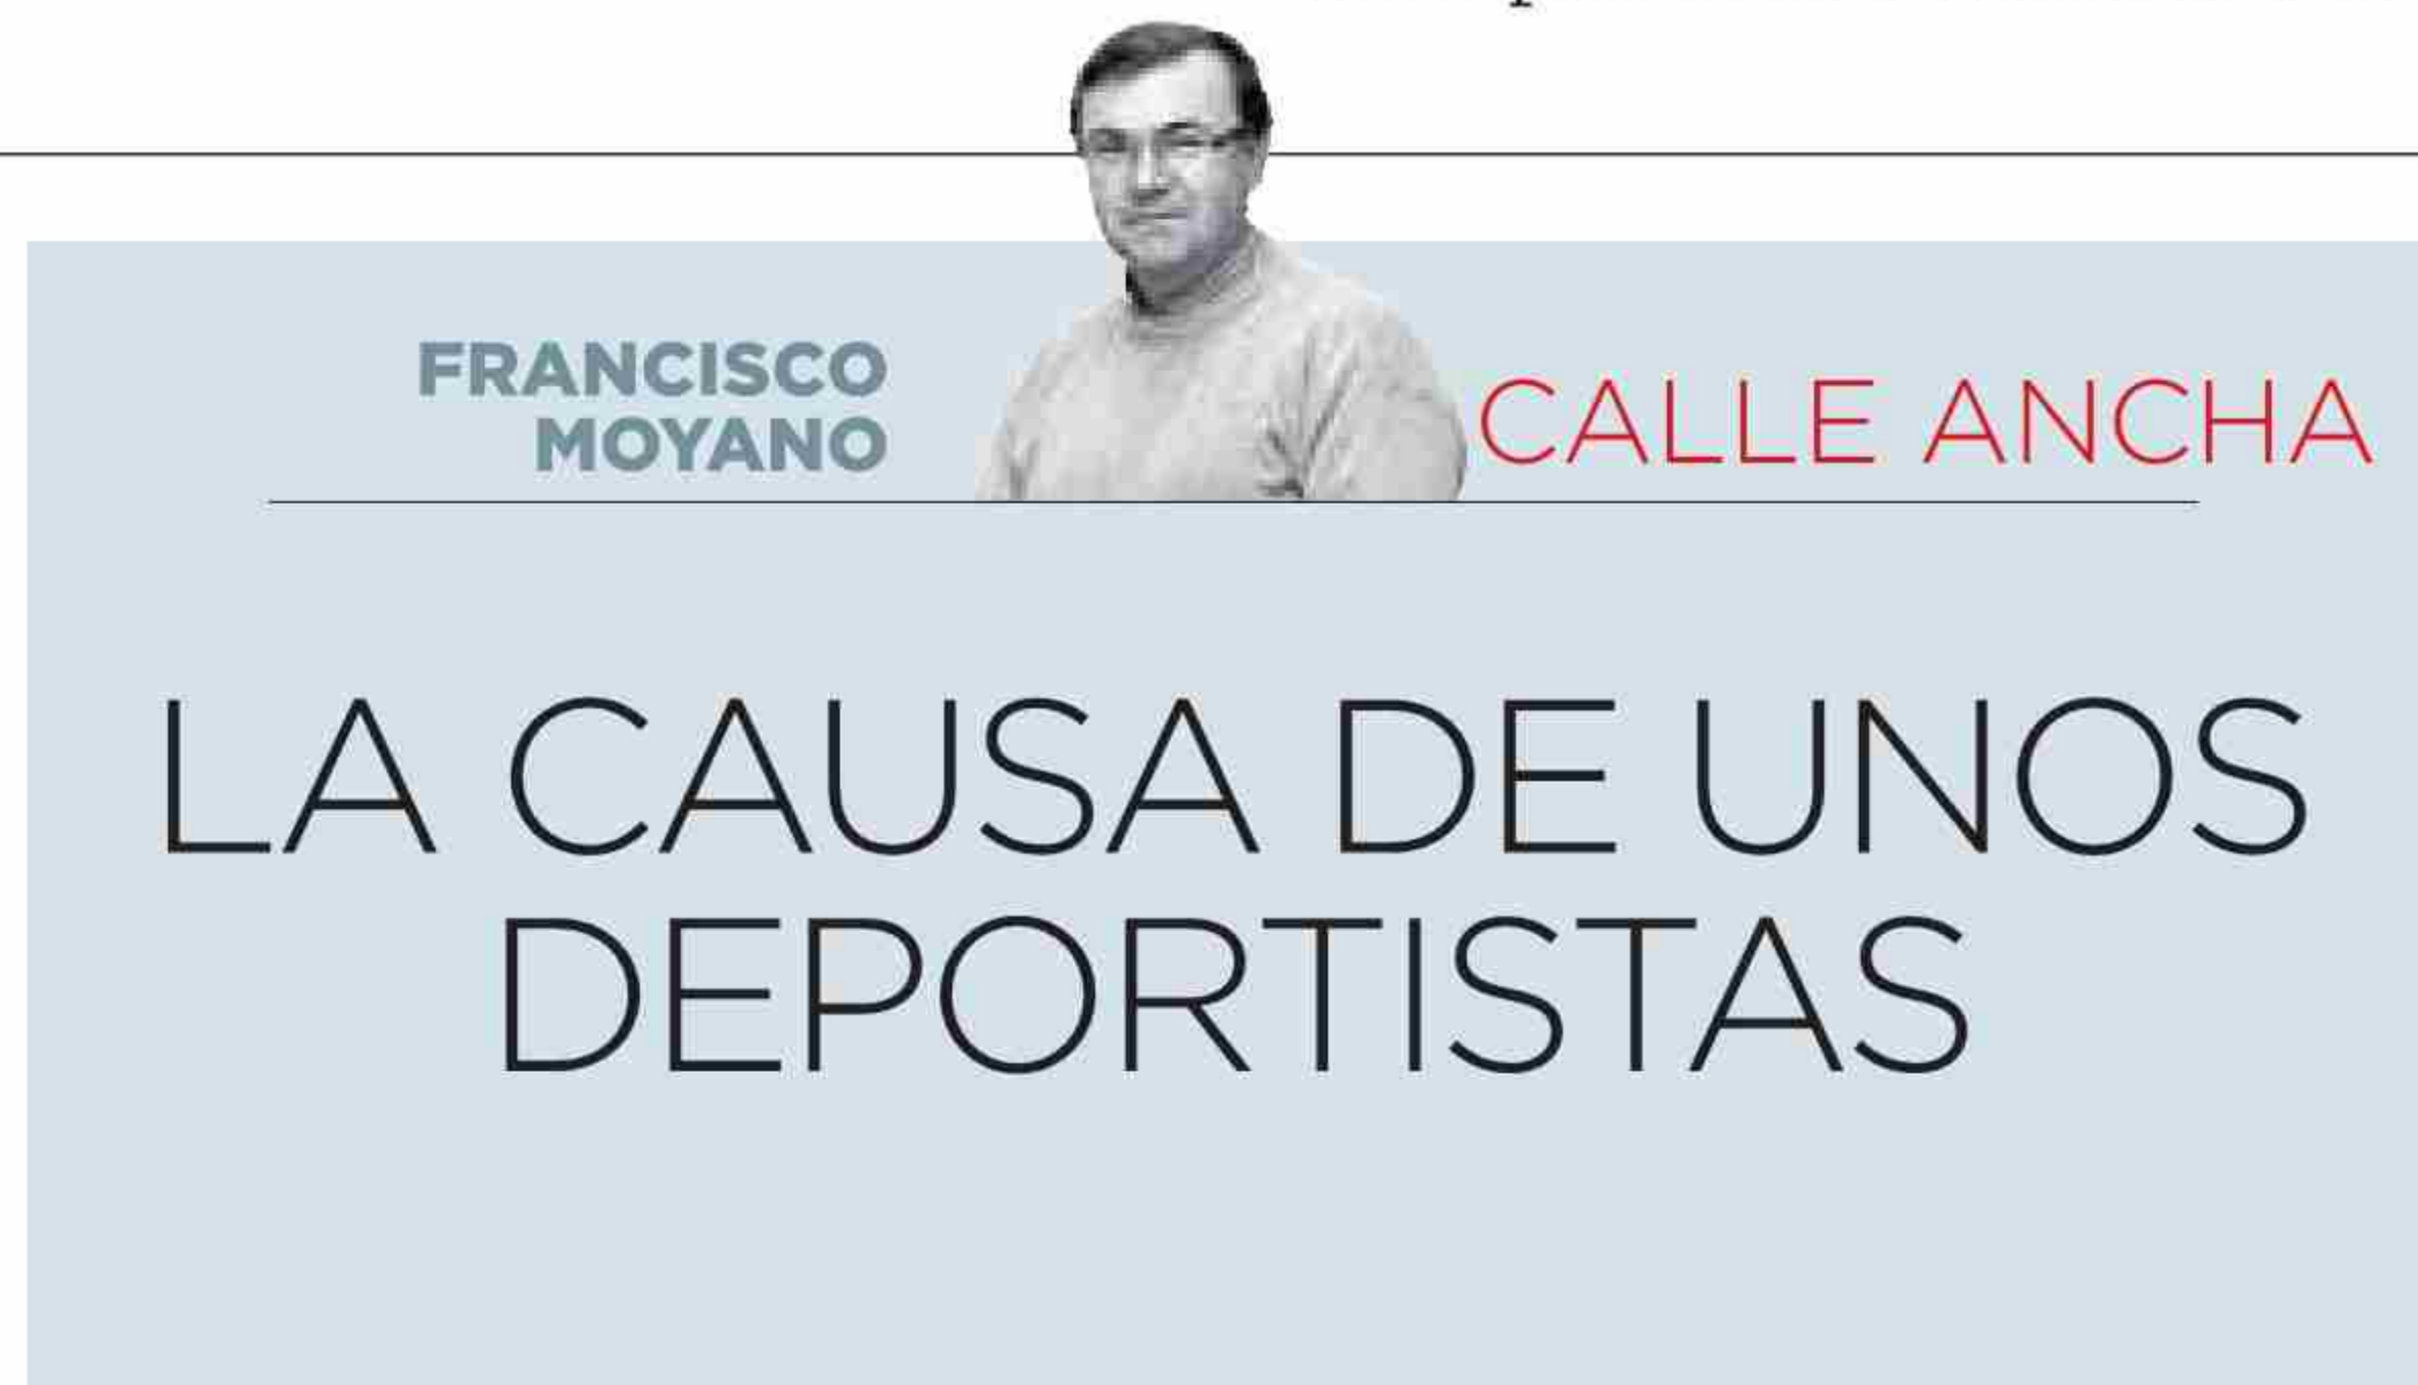 FRANCISCO
MOYANO
CALLE ANCHA
LA CAUSA DE UNOS
DEPORTISTAS